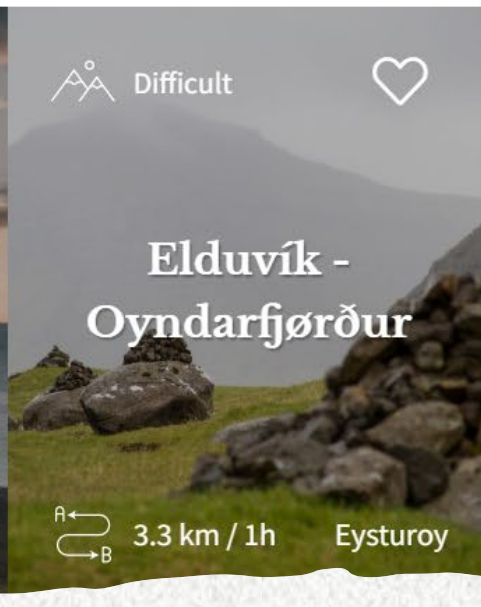 Difficult
Elduvík -
Oyndarfjørður
A
B
3.3 km / 1h
Eysturoy